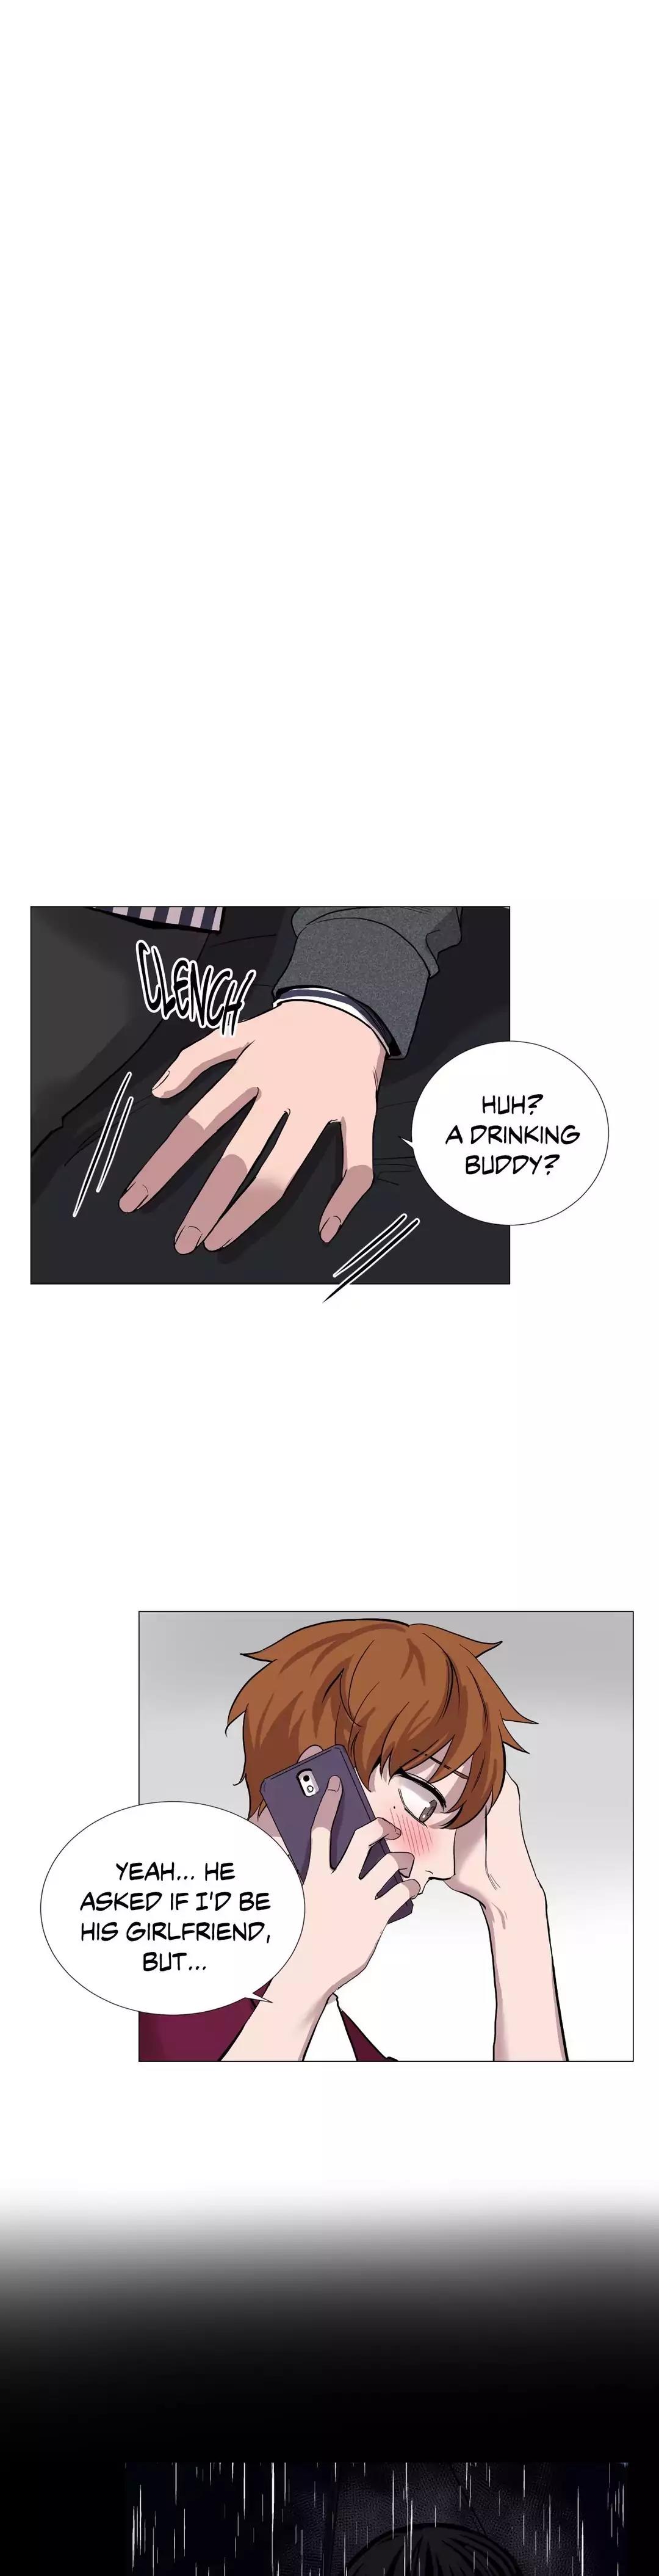 CLENCH
HUH?
A DRINKING
BUDDY?
YEAH... HE
ASKED IF I'D BE
HIS GIRLFRIEND,
BUT...